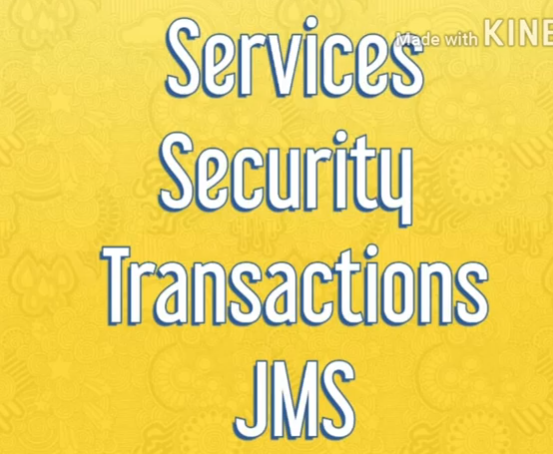 Made with KINE
Services
Security
Transactions
JMS